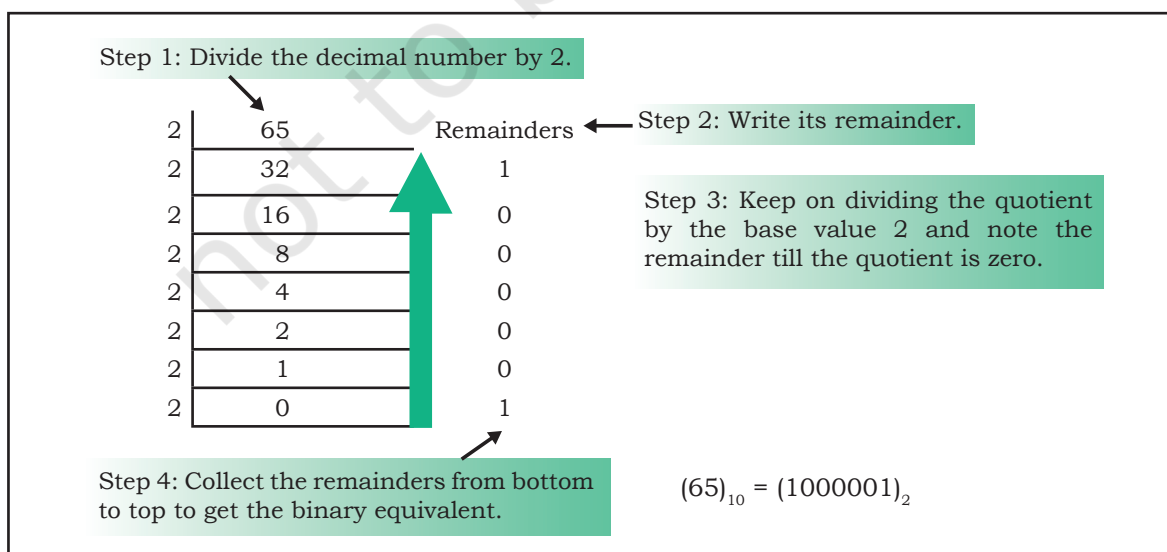 Step 1: Divide the decimal number by 2.
2 65 Remainders
Step 2: Write its remainder.
2 32 1
2 16 0
Step 3: Keep on dividing the quotient
by the base value 2 and note the
remainder till the quotient is zero.
2 8 0
2 4 0
2 2 0
2 1 0
2 0 1
Step 4: Collect the remainders from bottom
to top to get the binary equivalent.
(65)₁₀ = (1000001)₂
not to b